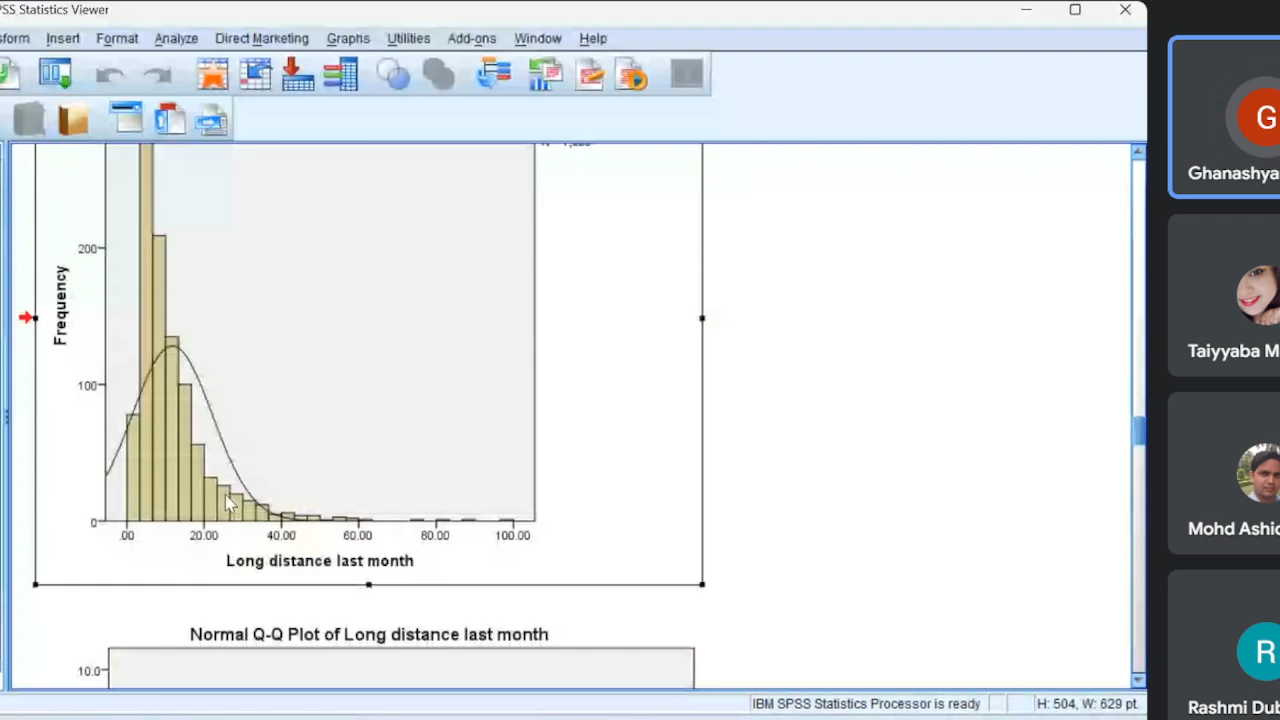 PSS Statistics Viewer
sform Insert Format Analyze Direct Marketing Graphs Utilities Add-ons Window Help
G
Ghanashya
200
Frequency
100
0
.00 20.00 40.00 60.00 80.00 100.00
Long distance last month
Taiyyaba M
Mohd Ashic
Normal Q-Q Plot of Long distance last month
10.0
R
Rashmi Dub
IBM SPSS Statistics Processor is ready H: 504, W: 629 pt.